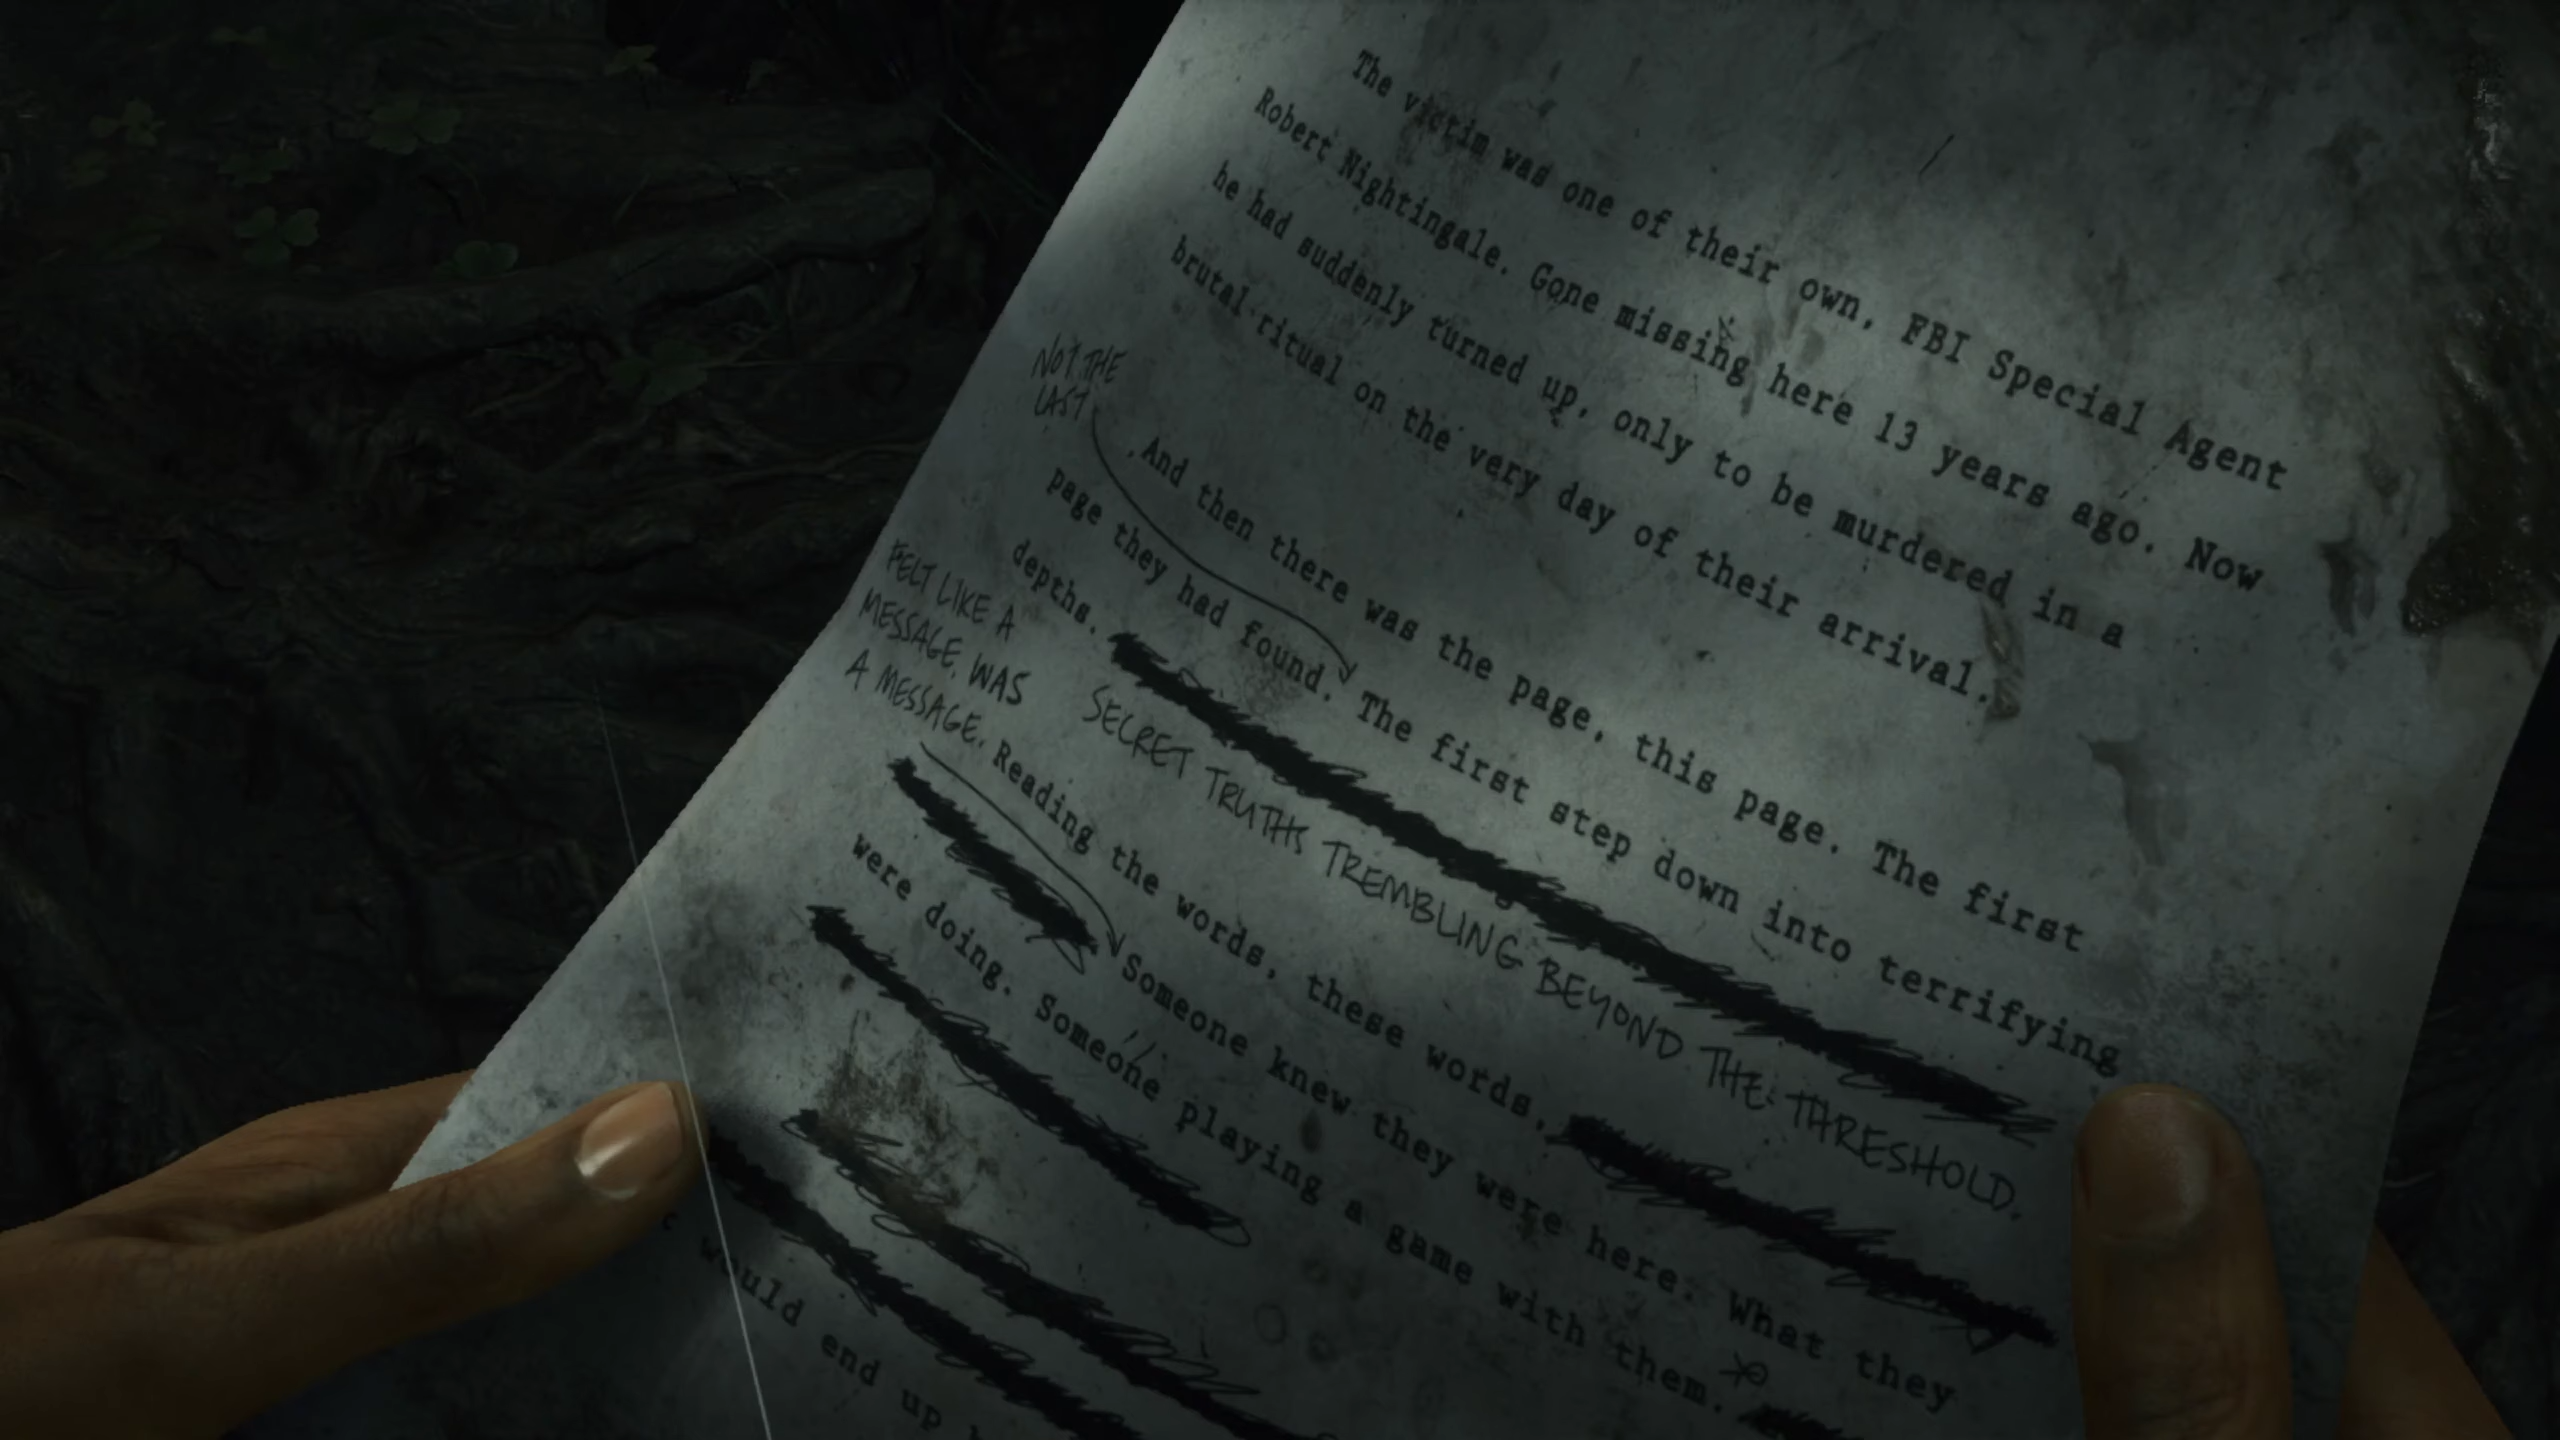 The victim was one of their own, FBI Special Agent
Robert Nightingale. Gone missing here 13 years ago. Now
he had suddenly turned up, only to be murdered in a
brutal ritual on the very day of their arrival.
NOT THE
LAST
And then there was the page, this page. The first
page they had found. The first step down into terrifying
depths.
SECRET TRUTHS TREMBLING BEYOND THE THRESHOLD.
FELT LIKE A
MESSAGE. WAS
A MESSAGE.
Reading the words, these words,
Someone knew they were here. What they
were doing. Someone playing a game with them.
would end up